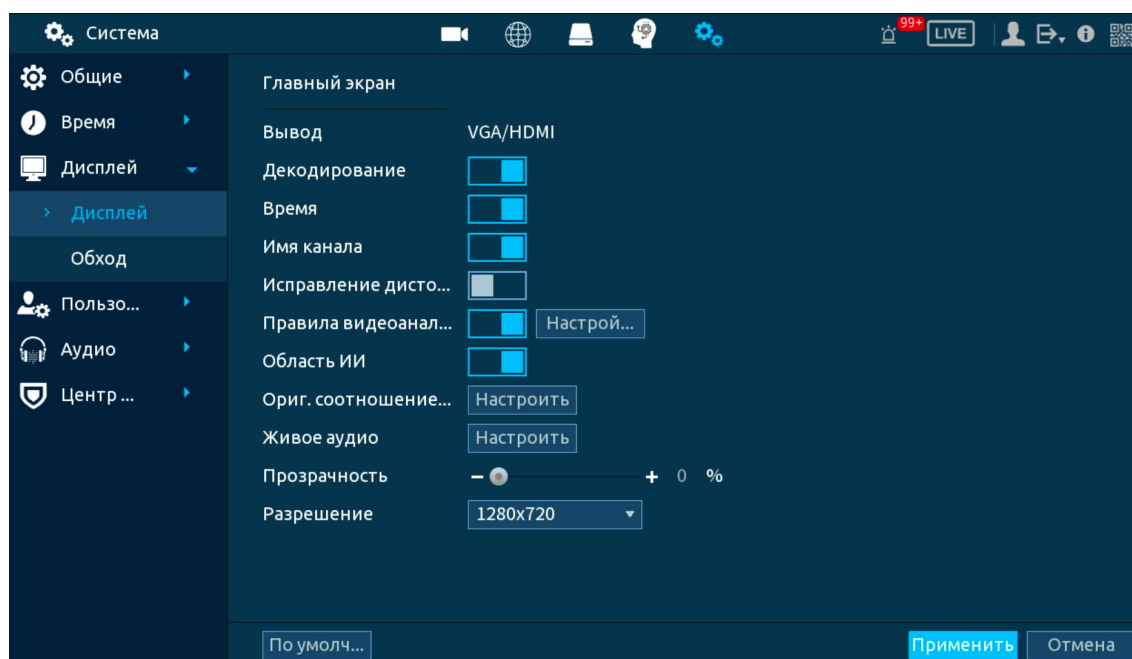 Система
99+
LIVE
Общие
Время
Дисплей
Дисплей
Обход
Пользо...
Аудио
Центр ...
Главный экран
Вывод VGA/HDMI
Декодирование
Время
Имя канала
Исправление дисто...
Правила видеоанал... Настрой...
Область ИИ
Ориг. соотношение... Настроить
Живое аудио Настроить
Прозрачность − + 0 %
Разрешение 1280x720
По умолч... Применить Отмена